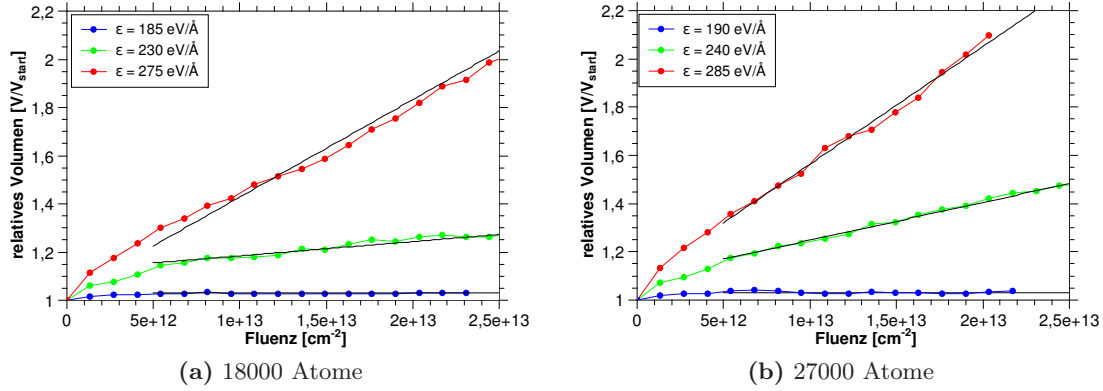 ε = 185 eV/Å
ε = 230 eV/Å
ε = 275 eV/Å
relatives Volumen [V/V_start]
2,2
2
1,8
1,6
1,4
1,2
1
0
5e+12
1e+13
1,5e+13
2e+13
2,5e+13
Fluenz [cm⁻²]
(a) 18000 Atome
ε = 190 eV/Å
ε = 240 eV/Å
ε = 285 eV/Å
relatives Volumen [V/V_start]
2,2
2
1,8
1,6
1,4
1,2
1
0
5e+12
1e+13
1,5e+13
2e+13
2,5e+13
Fluenz [cm⁻²]
(b) 27000 Atome